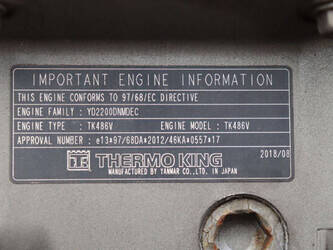 IMPORTANT ENGINE INFORMATION
THIS ENGINE CONFORMS TO 97/68/EC DIRECTIVE
ENGINE FAMILY : YD2200DNMDEC
ENGINE TYPE : TK486V ENGINE MODEL : TK486V
APPROVAL NUMBER : e13*97/68DA*2012/46KA*0557*17
THERMO KING 2018/08
MANUFACTURED BY YANMAR CO.,LTD. IN JAPAN